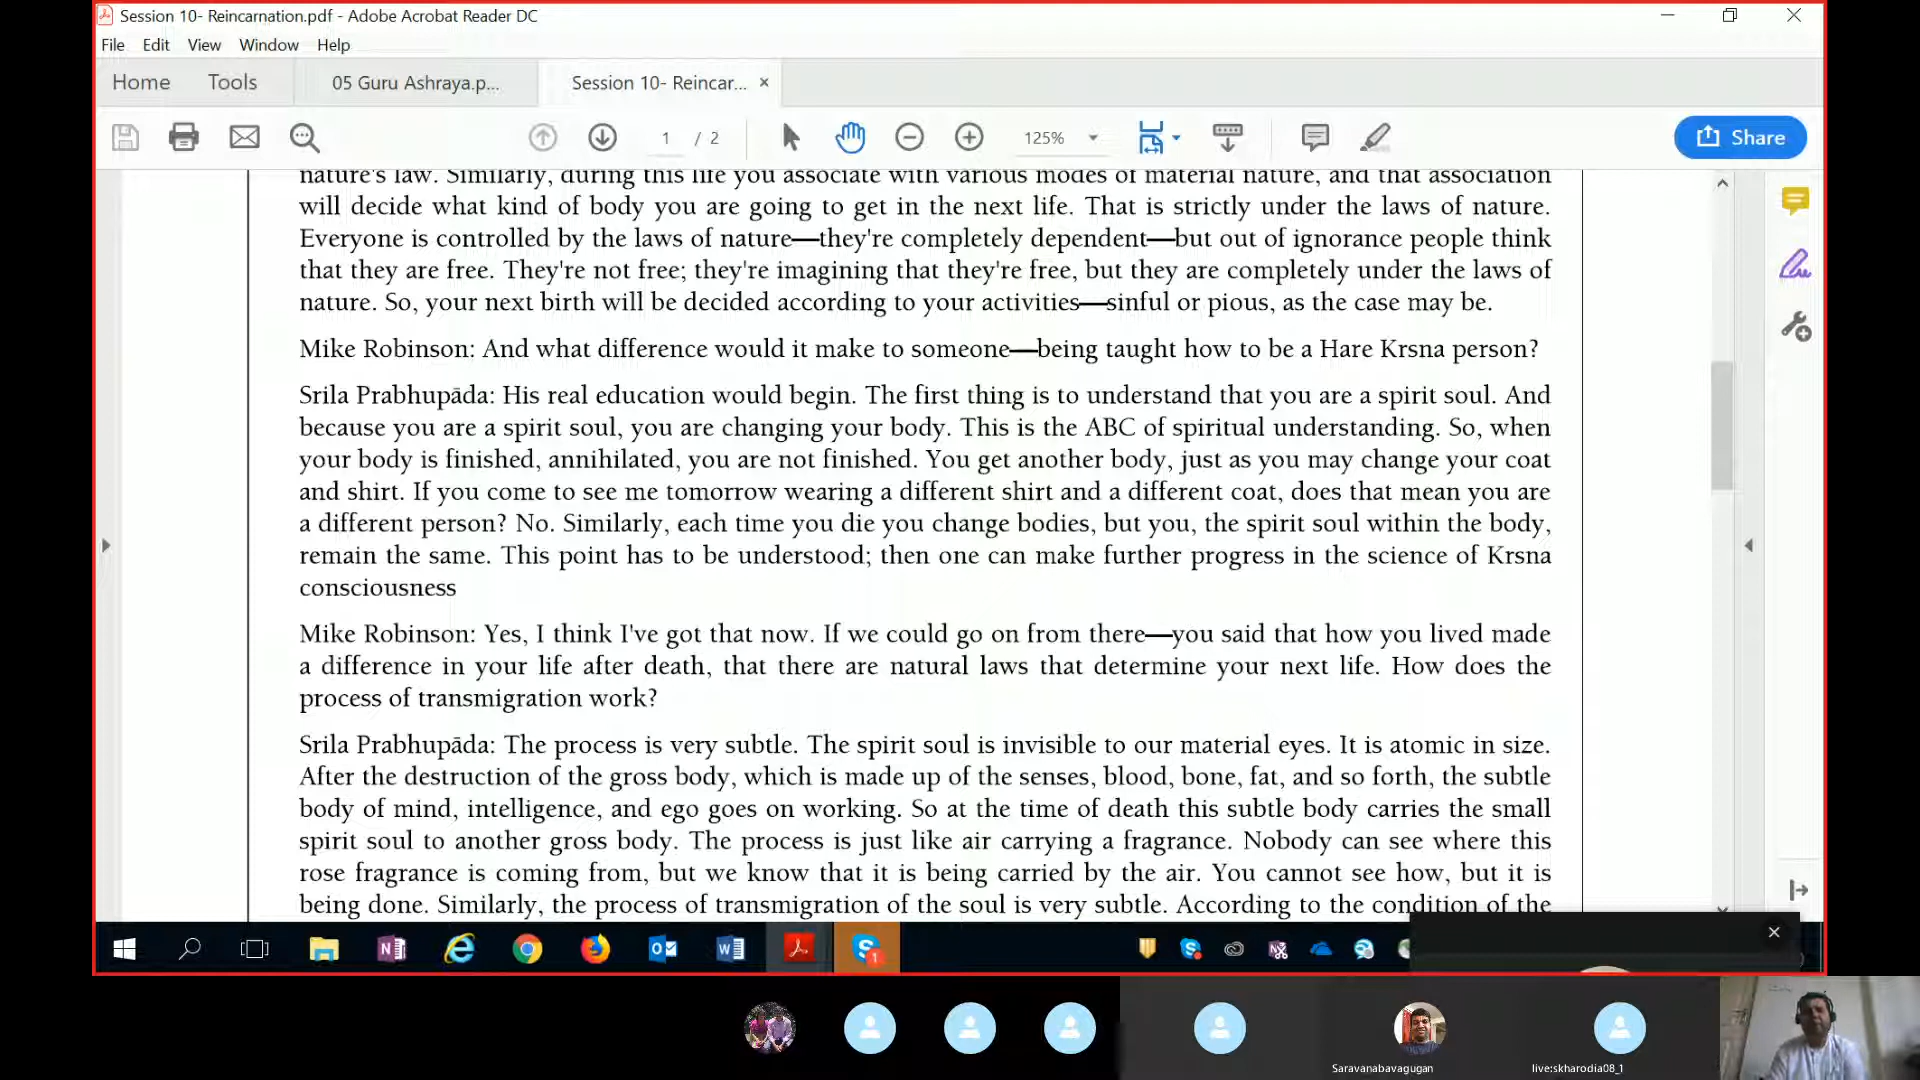 Session 10- Reincarnation.pdf - Adobe Acrobat Reader DC
File Edit View Window Help
Home Tools 05 Guru Ashraya.p... Session 10- Reincar... ×
1 / 2 125% Share
nature's law. Similarly, during this life you associate with various modes of material nature, and that association
will decide what kind of body you are going to get in the next life. That is strictly under the laws of nature.
Everyone is controlled by the laws of nature—they're completely dependent—but out of ignorance people think
that they are free. They're not free; they're imagining that they're free, but they are completely under the laws of
nature. So, your next birth will be decided according to your activities—sinful or pious, as the case may be.
Mike Robinson: And what difference would it make to someone—being taught how to be a Hare Krsna person?
Srila Prabhupāda: His real education would begin. The first thing is to understand that you are a spirit soul. And
because you are a spirit soul, you are changing your body. This is the ABC of spiritual understanding. So, when
your body is finished, annihilated, you are not finished. You get another body, just as you may change your coat
and shirt. If you come to see me tomorrow wearing a different shirt and a different coat, does that mean you are
a different person? No. Similarly, each time you die you change bodies, but you, the spirit soul within the body,
remain the same. This point has to be understood; then one can make further progress in the science of Krsna
consciousness
Mike Robinson: Yes, I think I've got that now. If we could go on from there—you said that how you lived made
a difference in your life after death, that there are natural laws that determine your next life. How does the
process of transmigration work?
Srila Prabhupāda: The process is very subtle. The spirit soul is invisible to our material eyes. It is atomic in size.
After the destruction of the gross body, which is made up of the senses, blood, bone, fat, and so forth, the subtle
body of mind, intelligence, and ego goes on working. So at the time of death this subtle body carries the small
spirit soul to another gross body. The process is just like air carrying a fragrance. Nobody can see where this
rose fragrance is coming from, but we know that it is being carried by the air. You cannot see how, but it is
being done. Similarly, the process of transmigration of the soul is very subtle. According to the condition of the
Saravanabavagugan live:skharodia08_1